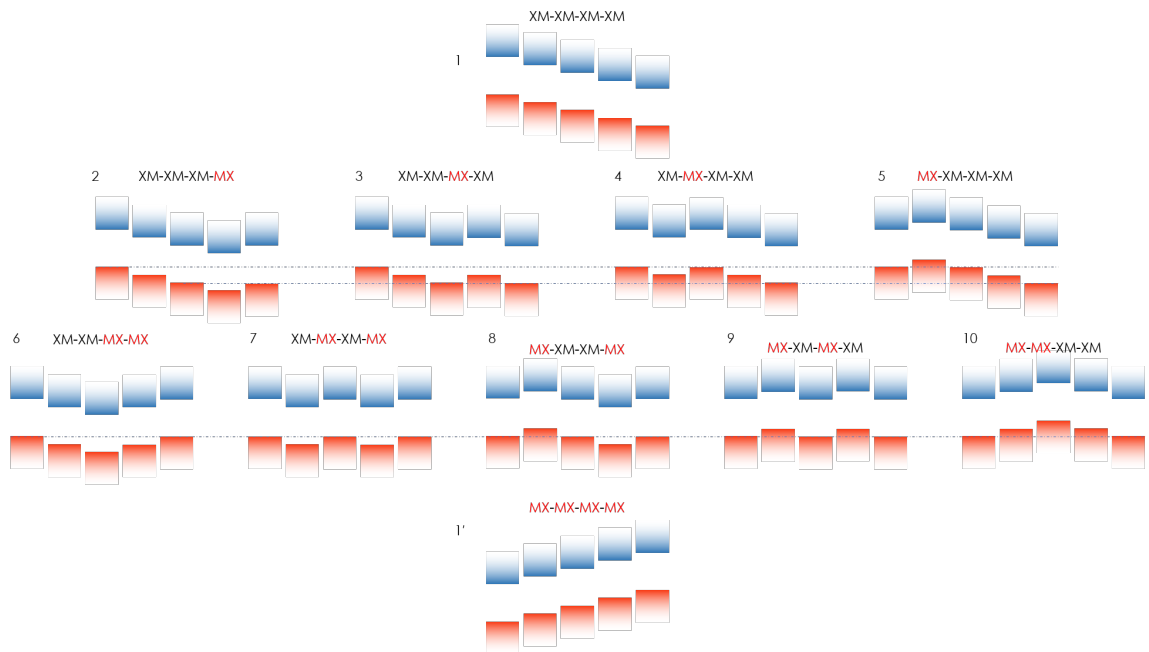 XM-XM-XM-XM
1
2 XM-XM-XM-MX
3 XM-XM-MX-XM
4 XM-MX-XM-XM
5 MX-XM-XM-XM
6 XM-XM-MX-MX
7 XM-MX-XM-MX
8 MX-XM-XM-MX
9 MX-XM-MX-XM
10 MX-MX-XM-XM
MX-MX-MX-MX
1'